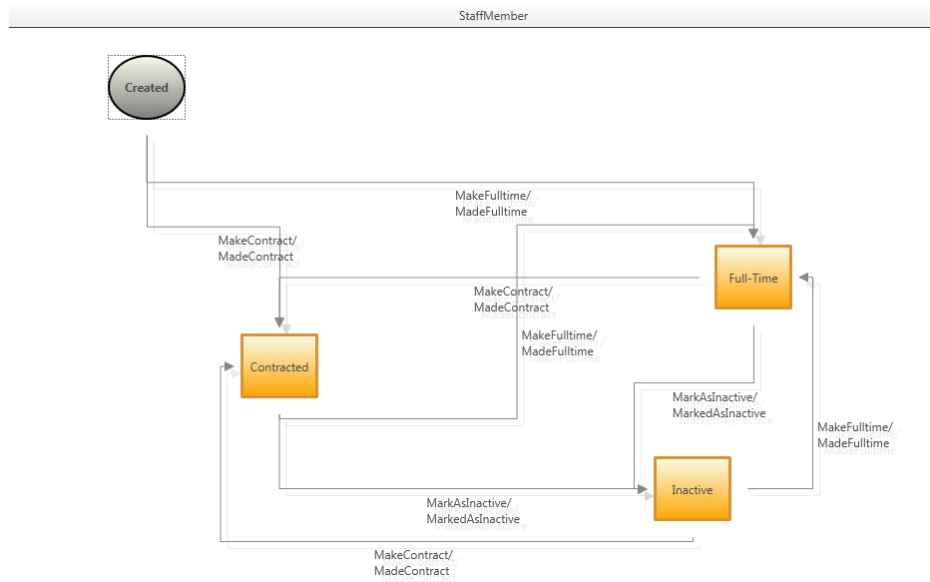 StaffMember
Created
MakeFulltime/
MadeFulltime
MakeContract/
MadeContract
Full-Time
MakeContract/
MadeContract
MakeFulltime/
MadeFulltime
Contracted
MarkAsInactive/
MarkedAsInactive
MakeFulltime/
MadeFulltime
Inactive
MarkAsInactive/
MarkedAsInactive
MakeContract/
MadeContract